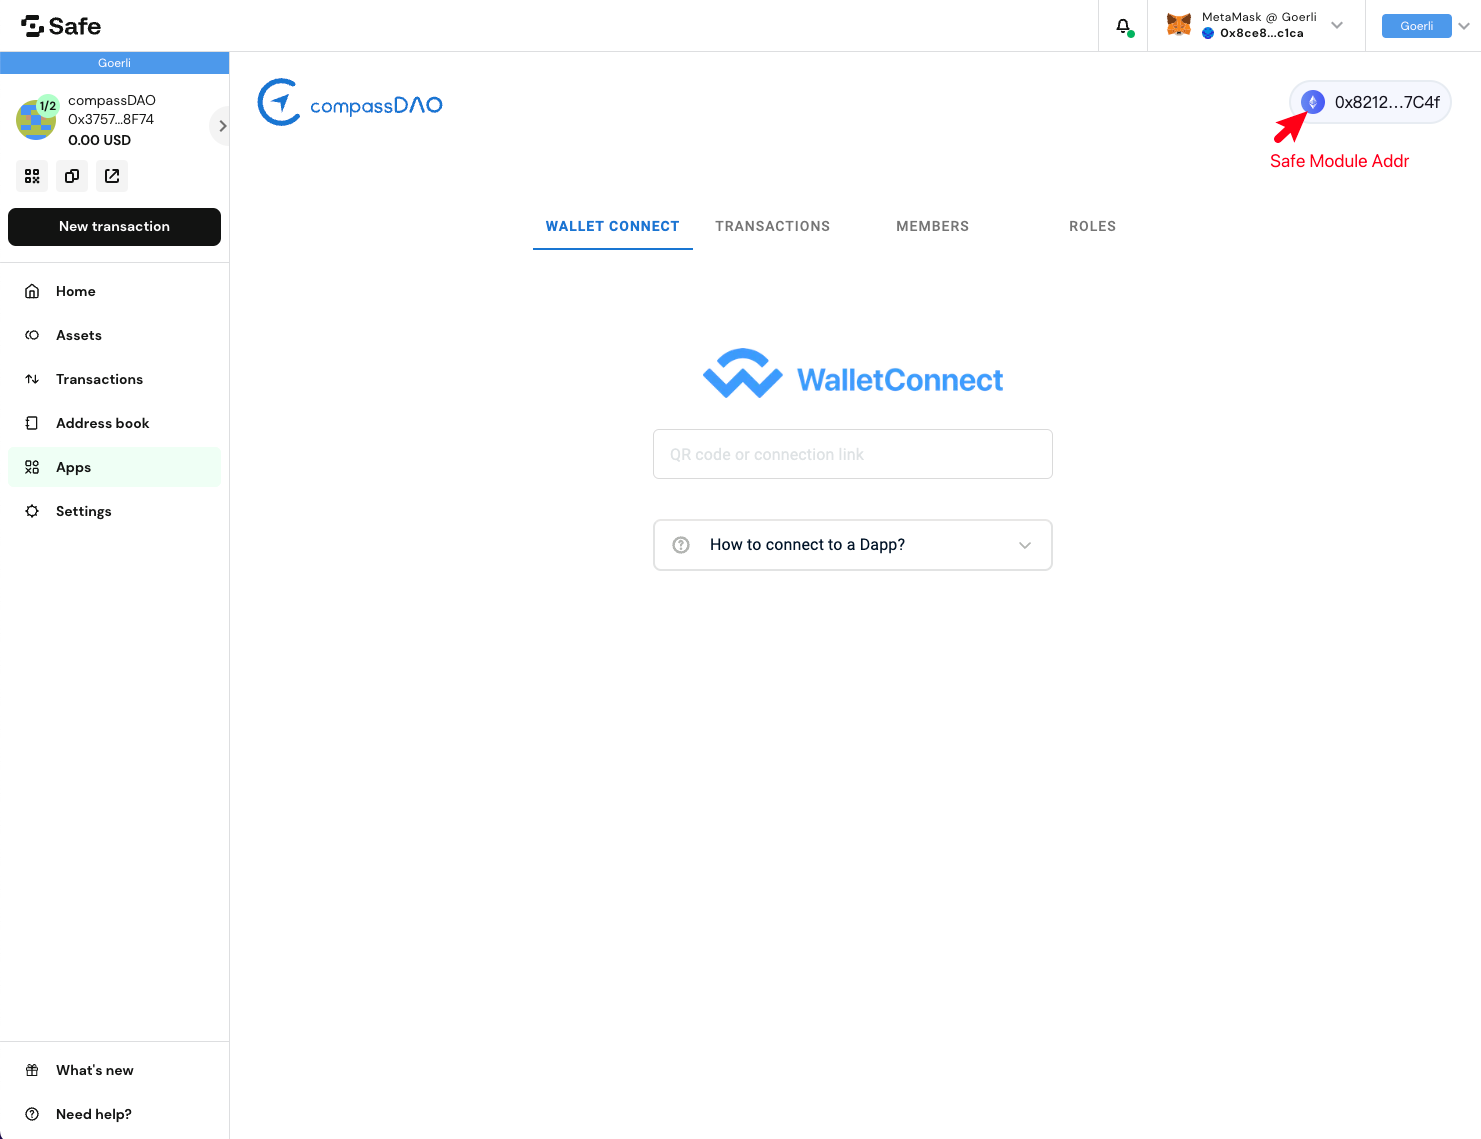 Safe
MetaMask @ Goerli
0x8ce8...c1ca
Goerli
Goerli
1/2
compassDAO
0x3757...8F74
0.00 USD
New transaction
Home
Assets
Transactions
Address book
Apps
Settings
What's new
Need help?
compassDAO
0x8212...7C4f
Safe Module Addr
WALLET CONNECT
TRANSACTIONS
MEMBERS
ROLES
WalletConnect
QR code or connection link
How to connect to a Dapp?